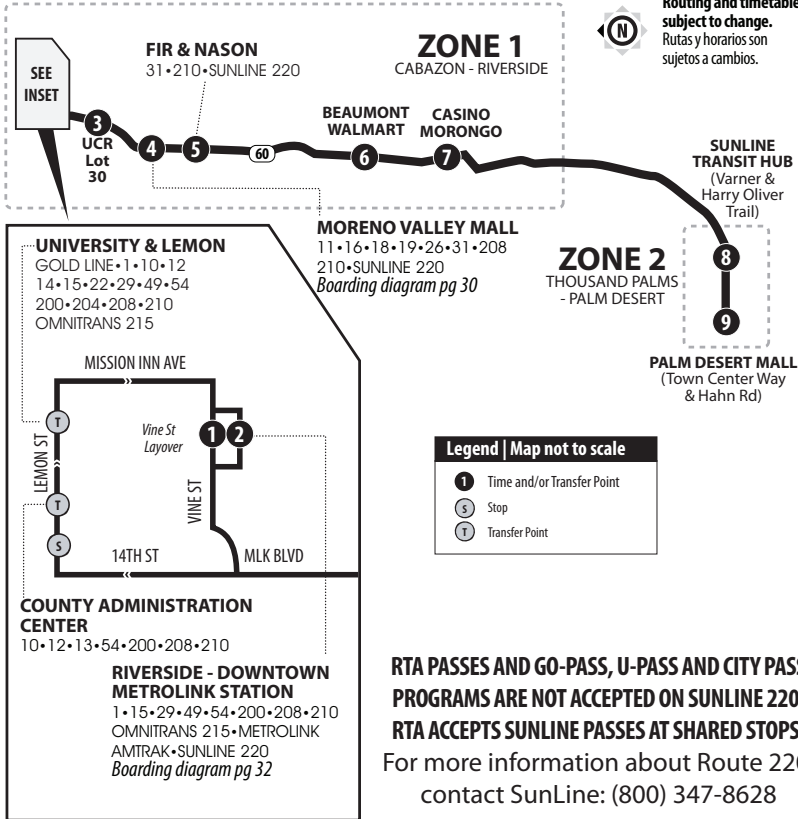 Routing and timetables
subject to change.
Rutas y horarios son
sujetos a cambios.
N
ZONE 1
CABAZON - RIVERSIDE
FIR & NASON
31•210•SUNLINE 220
SEE
INSET
BEAUMONT
WALMART
CASINO
MORONGO
3
UCR
Lot
30
4
5
60
6
7
SUNLINE
TRANSIT HUB
(Varner &
Harry Oliver
Trail)
MORENO VALLEY MALL
11•16•18•19•26•31•208
210•SUNLINE 220
Boarding diagram pg 30
ZONE 2
THOUSAND PALMS
- PALM DESERT
8
9
PALM DESERT MALL
(Town Center Way
& Hahn Rd)
UNIVERSITY & LEMON
GOLD LINE•1•10•12
14•15•22•29•49•54
200•204•208•210
OMNITRANS 215
MISSION INN AVE
T
Vine St
Layover
1
2
LEMON ST
VINE ST
T
S
14TH ST
MLK BLVD
COUNTY ADMINISTRATION
CENTER
10•12•13•54•200•208•210
RIVERSIDE - DOWNTOWN
METROLINK STATION
1•15•29•49•54•200•208•210
OMNITRANS 215•METROLINK
AMTRAK•SUNLINE 220
Boarding diagram pg 32
Legend | Map not to scale
1 Time and/or Transfer Point
S Stop
T Transfer Point
RTA PASSES AND GO-PASS, U-PASS AND CITY PASS
PROGRAMS ARE NOT ACCEPTED ON SUNLINE 220
RTA ACCEPTS SUNLINE PASSES AT SHARED STOPS
For more information about Route 220
contact SunLine: (800) 347-8628